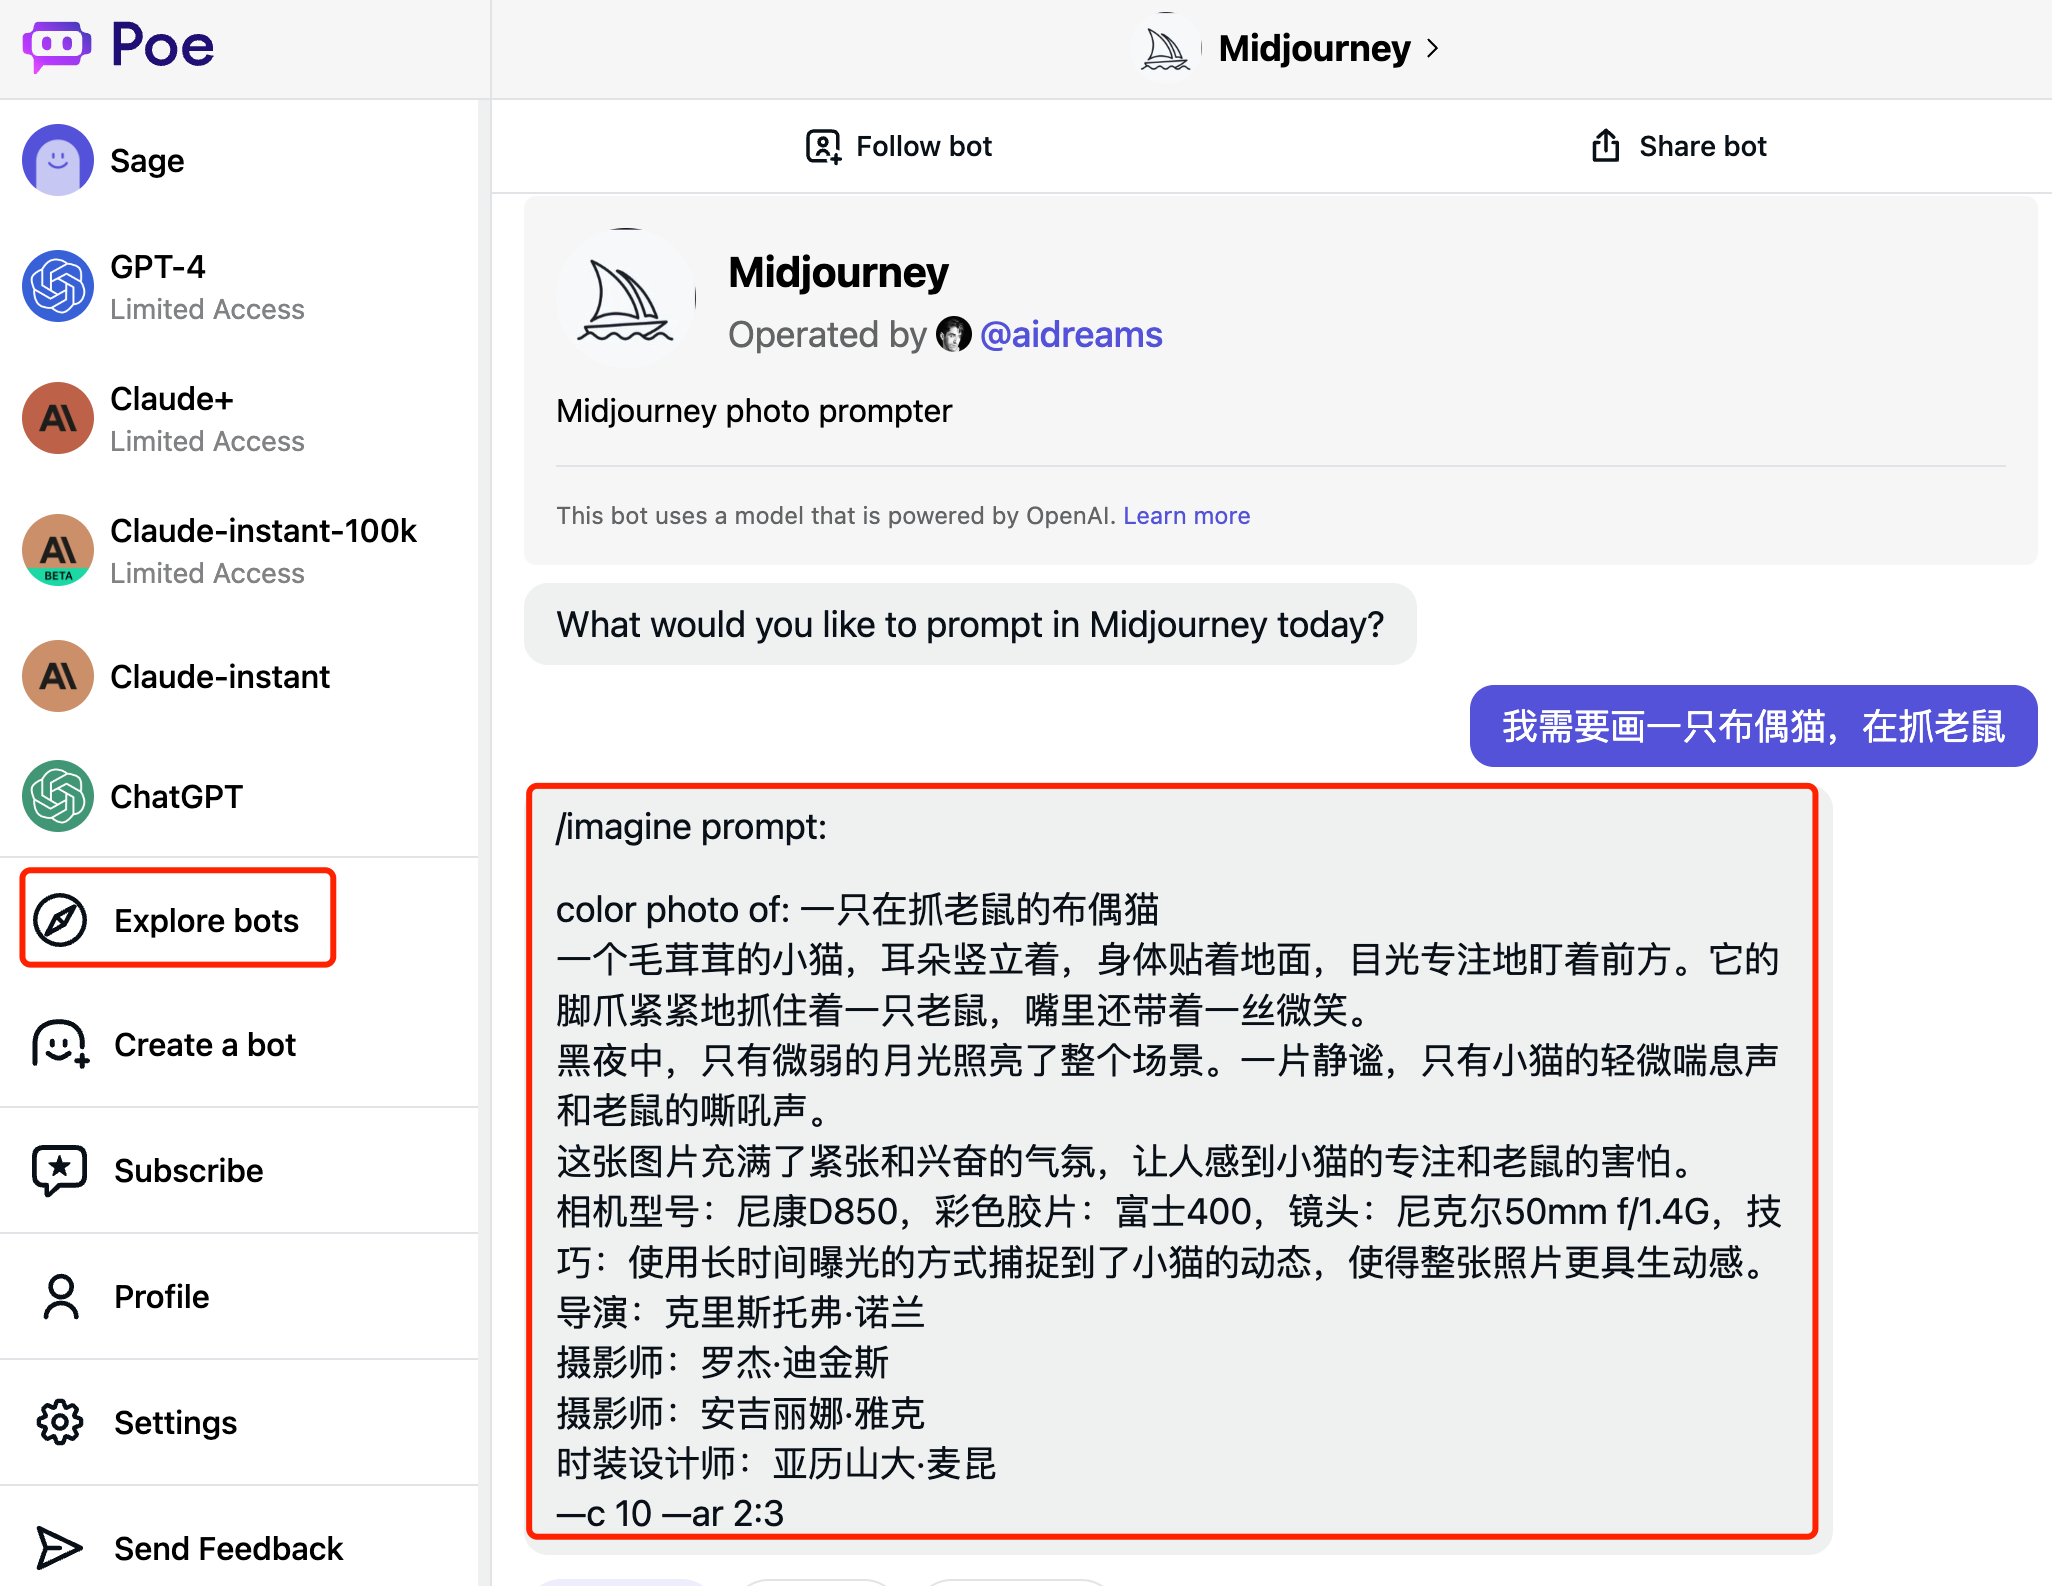 Poe
Sage
GPT-4
Limited Access
Claude+
Limited Access
Claude-instant-100k
Limited Access
BETA
Claude-instant
ChatGPT
Explore bots
Create a bot
Subscribe
Profile
Settings
Send Feedback
Midjourney
Follow bot
Share bot
Midjourney
Operated by @aidreams
Midjourney photo prompter
This bot uses a model that is powered by OpenAI. Learn more
What would you like to prompt in Midjourney today?
我需要画一只布偶猫，在抓老鼠
/imagine prompt:
color photo of: 一只在抓老鼠的布偶猫
一个毛茸茸的小猫，耳朵竖立着，身体贴着地面，目光专注地盯着前方。它的
脚爪紧紧地抓住着一只老鼠，嘴里还带着一丝微笑。
黑夜中，只有微弱的月光照亮了整个场景。一片静谧，只有小猫的轻微喘息声
和老鼠的嘶吼声。
这张图片充满了紧张和兴奋的气氛，让人感到小猫的专注和老鼠的害怕。
相机型号：尼康D850，彩色胶片：富士400，镜头：尼克尔50mm f/1.4G，技
巧：使用长时间曝光的方式捕捉到了小猫的动态，使得整张照片更具生动感。
导演：克里斯托弗·诺兰
摄影师：罗杰·迪金斯
摄影师：安吉丽娜·雅克
时装设计师：亚历山大·麦昆
—c 10 —ar 2:3